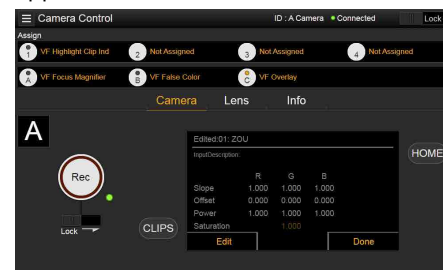 Camera Control
ID : A Camera
Connected
Lock
Assign
1 VF Highlight Clip Ind
2 Not Assigned
3 Not Assigned
4 Not Assigned
A VF Focus Magnifier
B VF False Color
C VF Overlay
Camera Lens Info
A
Edited:01: ZOU
InputDescription:
HOME
R G B
Rec
Slope 1.000 1.000 1.000
Offset 0.000 0.000 0.000
Power 1.000 1.000 1.000
Saturation 1.000
Lock
CLIPS
Edit Done